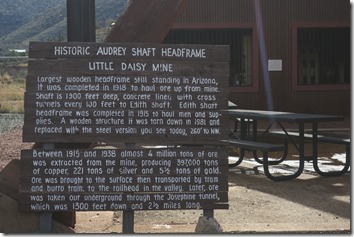 HISTORIC AUDREY SHAFT HEADFRAME
LITTLE DAISY MINE
Largest wooden headframe still standing in Arizona,
it was completed in 1918 to haul ore up from mine.
Shaft is 1900 feet deep, concrete lined, with cross
tunnels every 100 feet to Edith Shaft. Edith Shaft
headframe was completed in 1915 to haul men and sup-
plies. A wooden structure it was torn down in 1981 and
replaced with the steel version you see today, 260' to NW.
Between 1915 and 1938 almost 4 million tons of ore
was extracted from the mine, producing 397,000 tons
of copper, 221 tons of silver and 5½ tons of gold.
Ore was brought to the surface then transported by tram
and burro train, to the railhead in the valley. Later, ore
was taken out underground through the Josephine tunnel,
which was 1300 feet down and 2½ miles long.